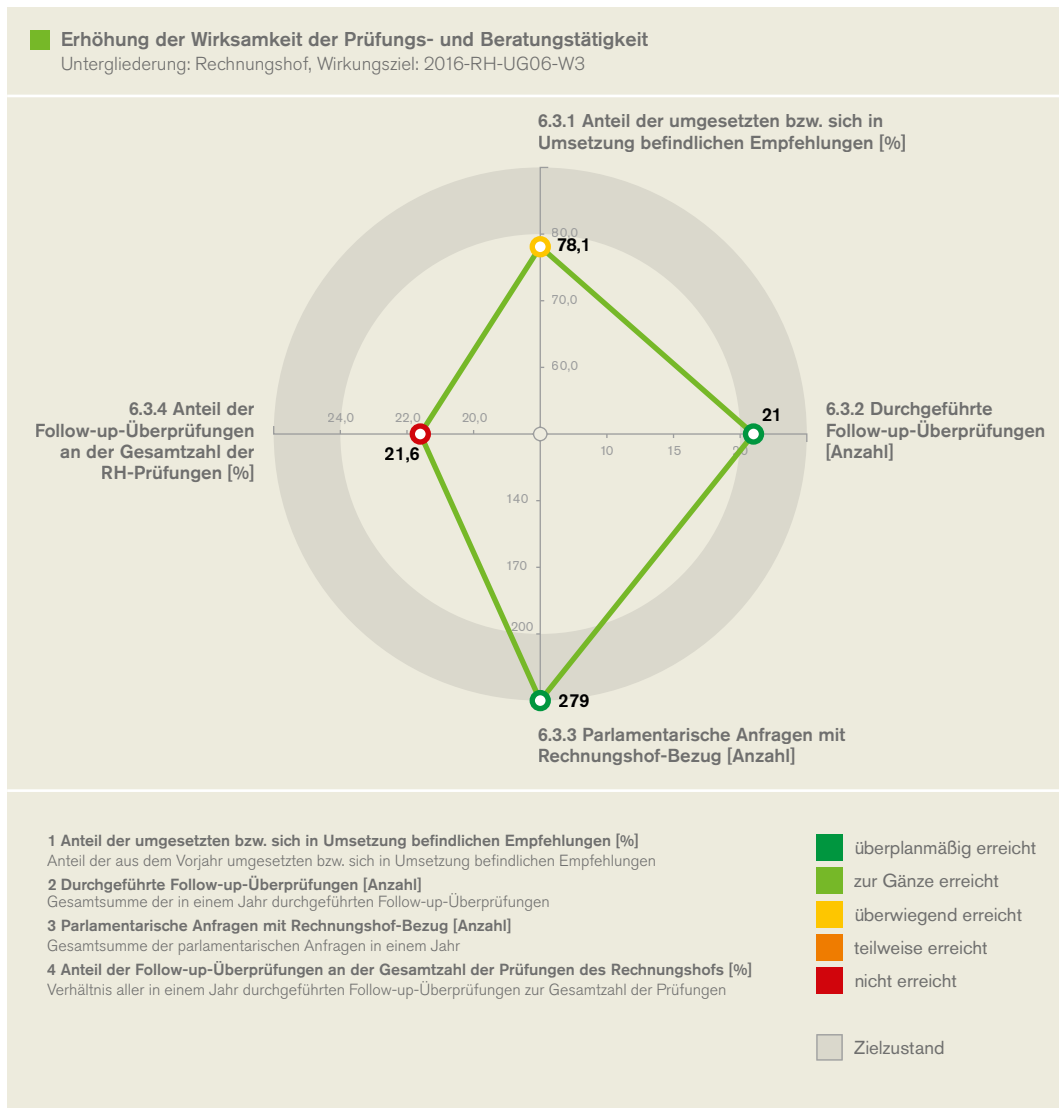 Erhöhung der Wirksamkeit der Prüfungs- und Beratungstätigkeit
Untergliederung: Rechnungshof, Wirkungsziel: 2016-RH-UG06-W3
6.3.1 Anteil der umgesetzten bzw. sich in
Umsetzung befindlichen Empfehlungen [%]
80,0
78,1
70,0
60,0
6.3.4 Anteil der
Follow-up-Überprüfungen
an der Gesamtzahl der
RH-Prüfungen [%]
24,0
22,0
20,0
21,6
21
10
15
20
6.3.2 Durchgeführte
Follow-up-Überprüfungen
[Anzahl]
140
170
200
279
6.3.3 Parlamentarische Anfragen mit
Rechnungshof-Bezug [Anzahl]
1 Anteil der umgesetzten bzw. sich in Umsetzung befindlichen Empfehlungen [%]
Anteil der aus dem Vorjahr umgesetzten bzw. sich in Umsetzung befindlichen Empfehlungen
2 Durchgeführte Follow-up-Überprüfungen [Anzahl]
Gesamtsumme der in einem Jahr durchgeführten Follow-up-Überprüfungen
3 Parlamentarische Anfragen mit Rechnungshof-Bezug [Anzahl]
Gesamtsumme der parlamentarischen Anfragen in einem Jahr
4 Anteil der Follow-up-Überprüfungen an der Gesamtzahl der Prüfungen des Rechnungshofs [%]
Verhältnis aller in einem Jahr durchgeführten Follow-up-Überprüfungen zur Gesamtzahl der Prüfungen
überplanmäßig erreicht
zur Gänze erreicht
überwiegend erreicht
teilweise erreicht
nicht erreicht
Zielzustand